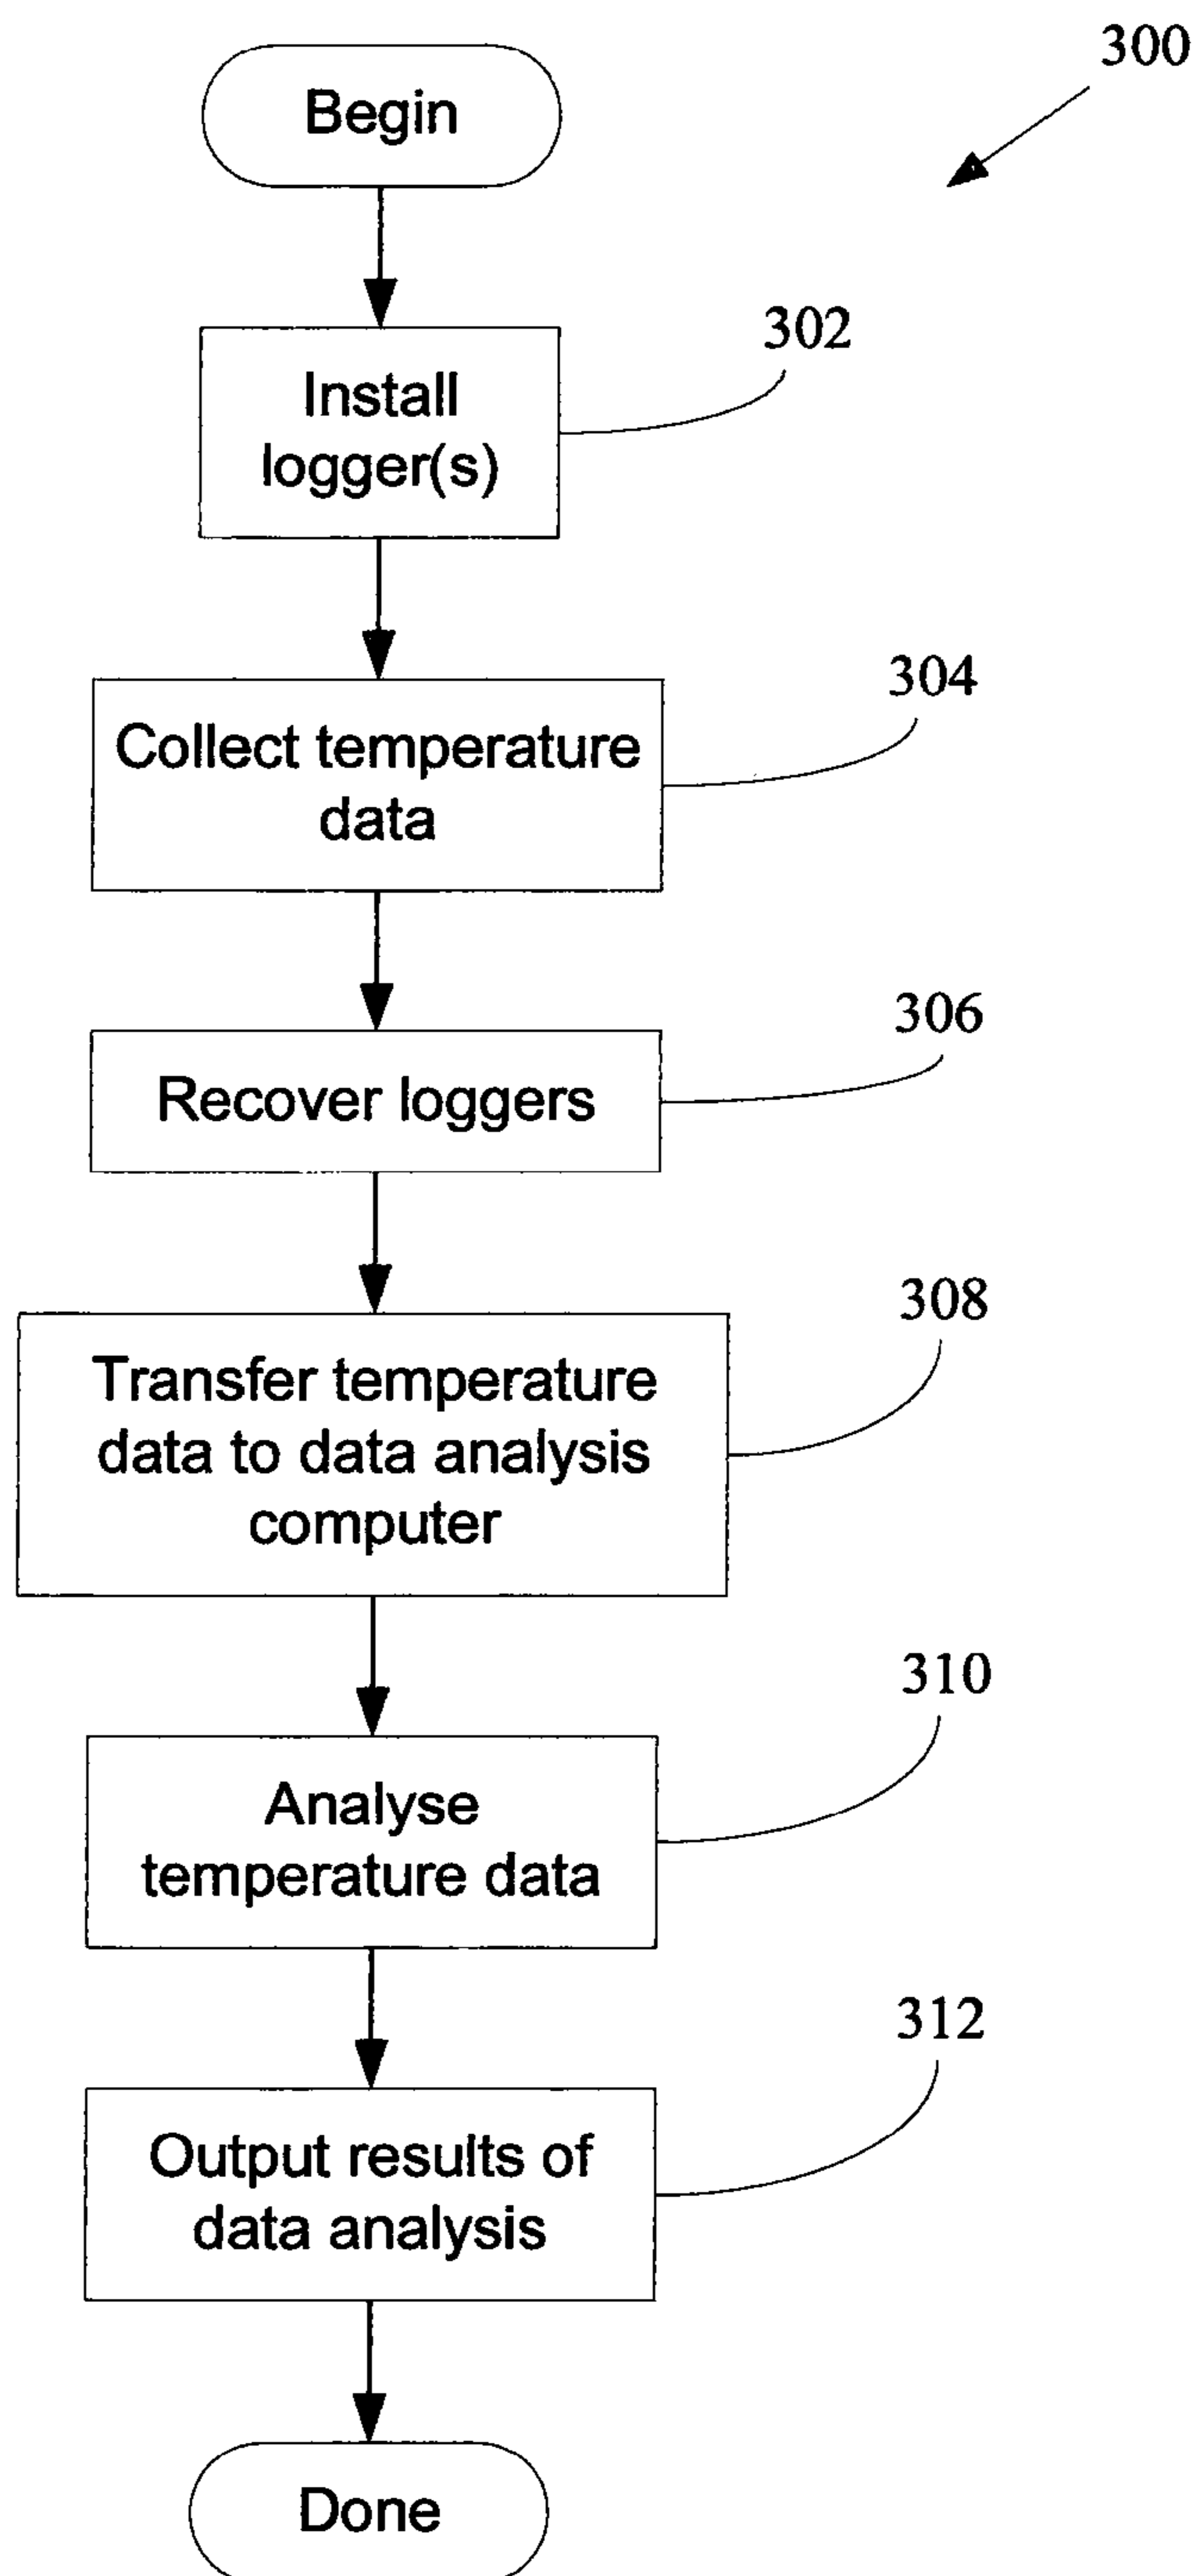 300
Begin
302
Install
logger(s)
304
Collect temperature
data
306
Recover loggers
308
Transfer temperature
data to data analysis
computer
310
Analyse
temperature data
312
Output results of
data analysis
Done